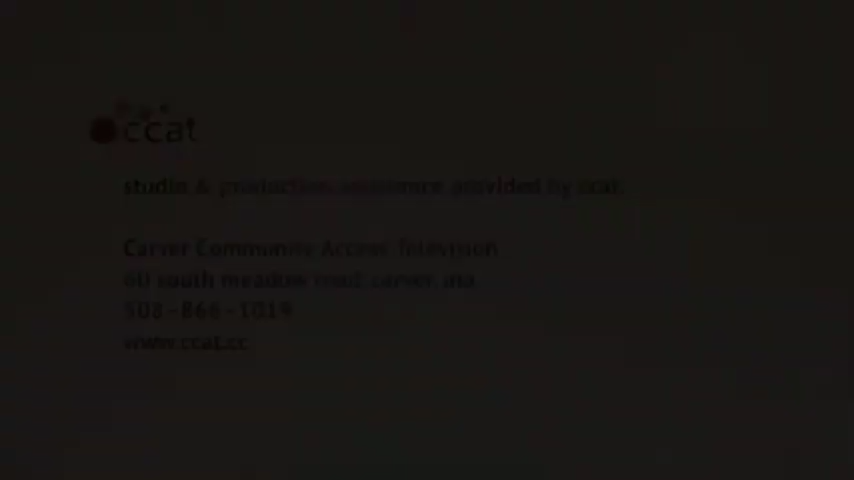 ccat
studio & production assistance provided by ccat
Carver Community Access Television
60 south meadow road carver, ma
508-866-1019
www.ccat.cc